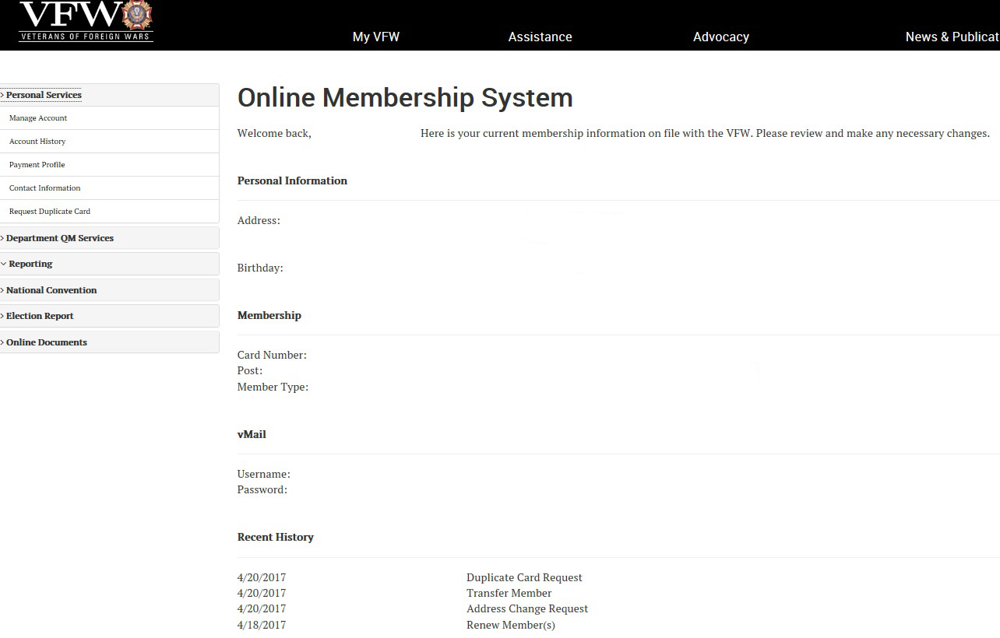 VFW
VETERANS OF FOREIGN WARS
My VFW Assistance Advocacy News & Publicat
> Personal Services
Manage Account
Account History
Payment Profile
Contact Information
Request Duplicate Card
> Department QM Services
Reporting
> National Convention
> Election Report
> Online Documents
Online Membership System
Welcome back, Here is your current membership information on file with the VFW. Please review and make any necessary changes.
Personal Information
Address:
Birthday:
Membership
Card Number:
Post:
Member Type:
vMail
Username:
Password:
Recent History
4/20/2017 Duplicate Card Request
4/20/2017 Transfer Member
4/20/2017 Address Change Request
4/18/2017 Renew Member(s)